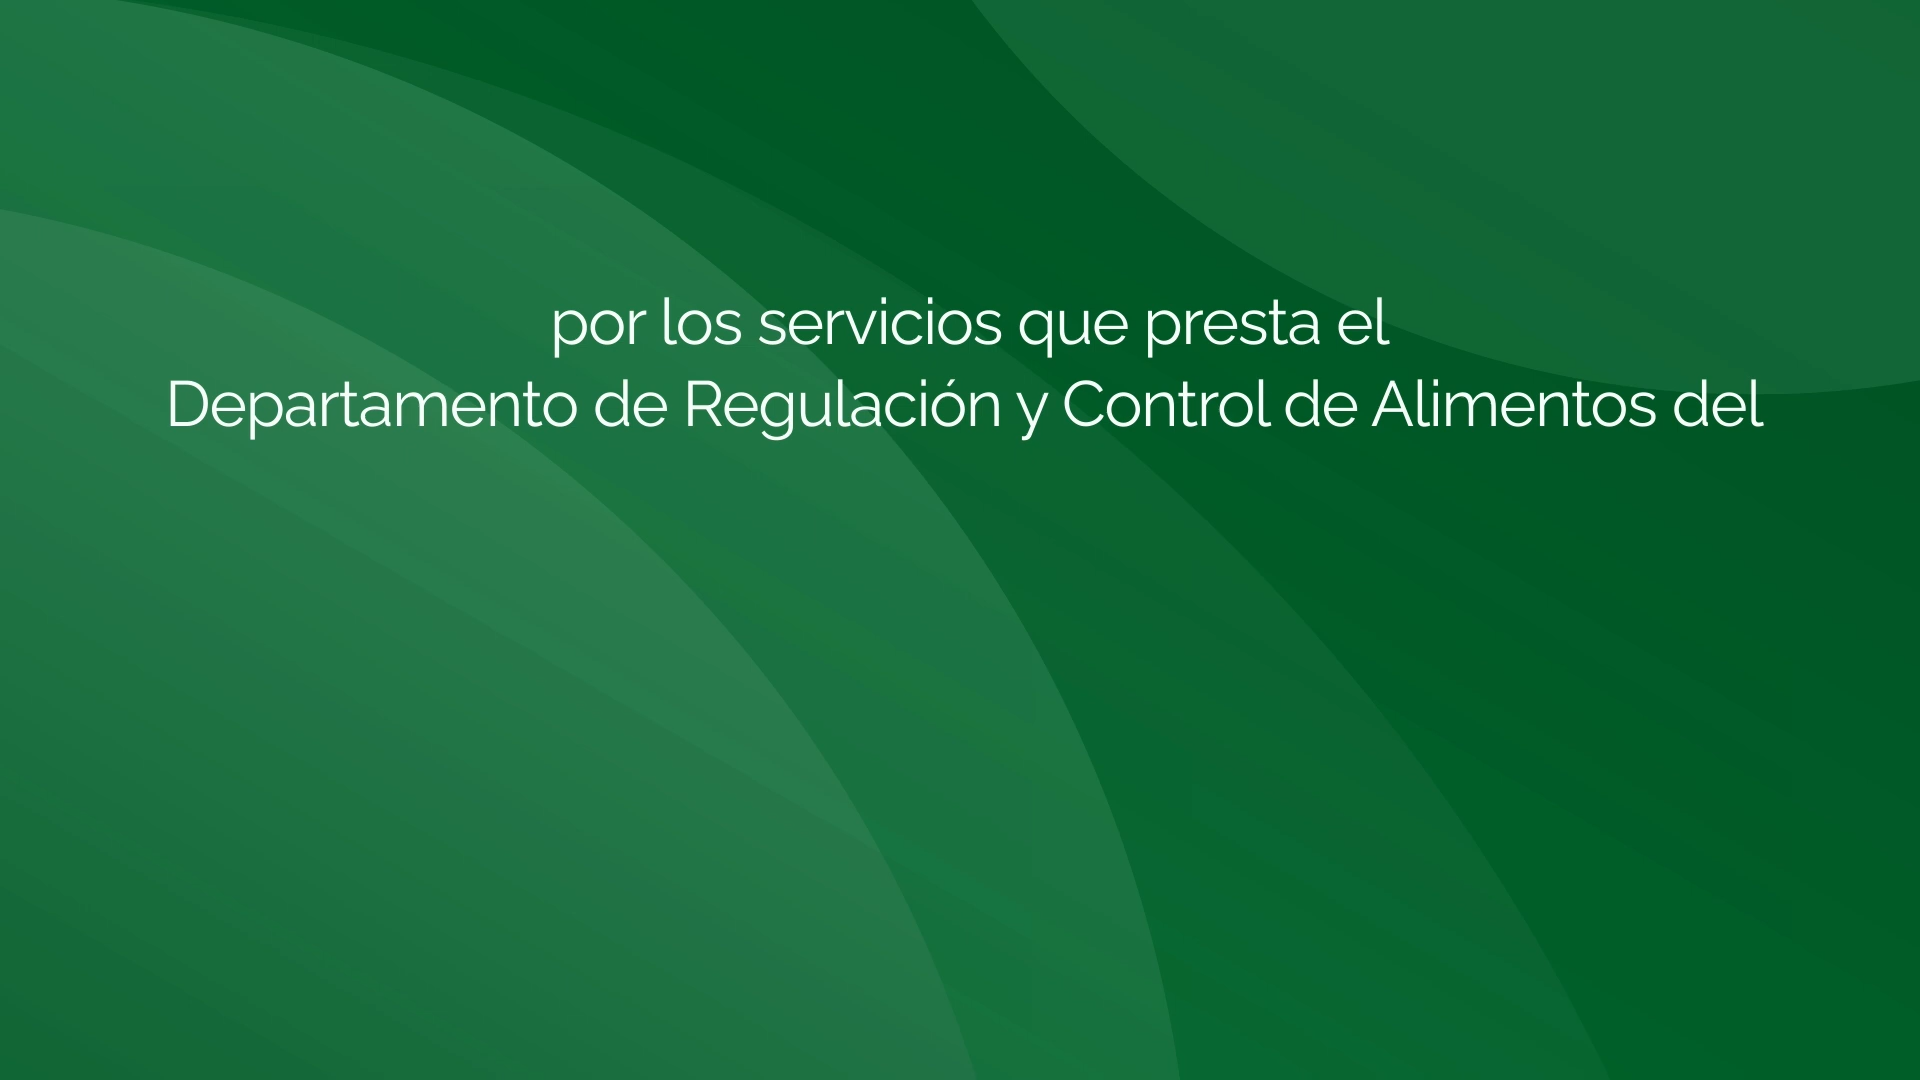 por los servicios que presta el
Departamento de Regulación y Control de Alimentos del